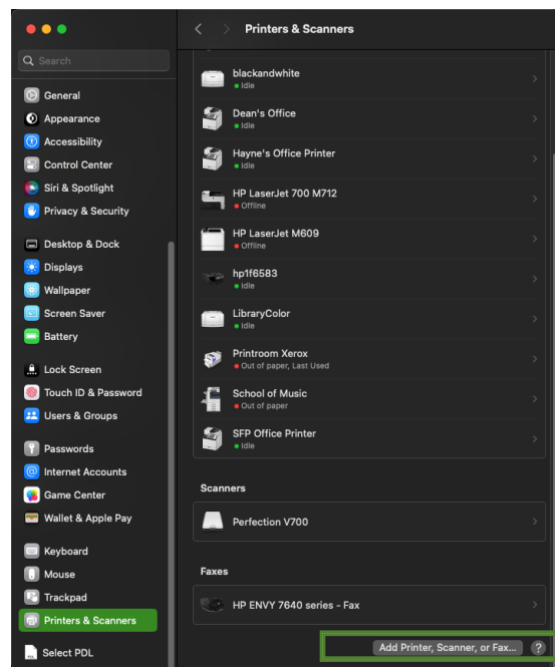 Printers & Scanners
Search
General
Appearance
Accessibility
Control Center
Siri & Spotlight
Privacy & Security
Desktop & Dock
Displays
Wallpaper
Screen Saver
Battery
Lock Screen
Touch ID & Password
Users & Groups
Passwords
Internet Accounts
Game Center
Wallet & Apple Pay
Keyboard
Mouse
Trackpad
Printers & Scanners
Select PDL
blackandwhite
Idle
Dean's Office
Idle
Hayne's Office Printer
Idle
HP LaserJet 700 M712
Offline
HP LaserJet M609
Offline
hp1f6583
Idle
LibraryColor
Idle
Printroom Xerox
Out of paper, Last Used
School of Music
Out of paper
SFP Office Printer
Idle
Scanners
Perfection V700
Faxes
HP ENVY 7640 series - Fax
Add Printer, Scanner, or Fax... ?